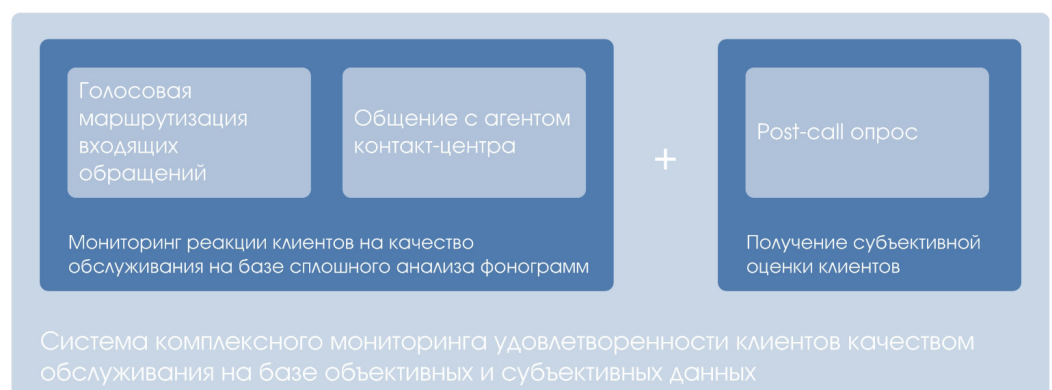 Голосовая
маршрутизация
входящих
обращений
Общение с агентом
контакт-центра
Мониторинг реакции клиентов на качество
обслуживания на базе сплошного анализа фонограмм
+
Post-call опрос
Получение субъективной
оценки клиентов
Система комплексного мониторинга удовлетворенности клиентов качеством
обслуживания на базе объективных и субъективных данных